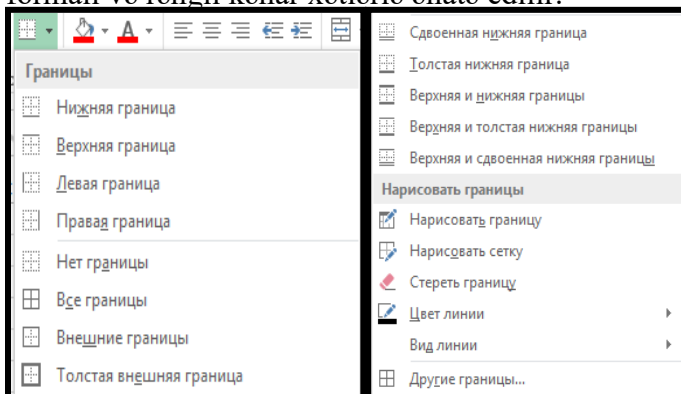 Границы
Нижняя граница
Верхняя граница
Левая граница
Правая граница
Нет границы
Все границы
Внешние границы
Толстая внешняя граница
Сдвоенная нижняя граница
Толстая нижняя граница
Верхняя и нижняя границы
Верхняя и толстая нижняя границы
Верхняя и сдвоенная нижняя границы
Нарисовать границы
Нарисовать границу
Нарисовать сетку
Стереть границу
Цвет линии
Вид линии
Другие границы...